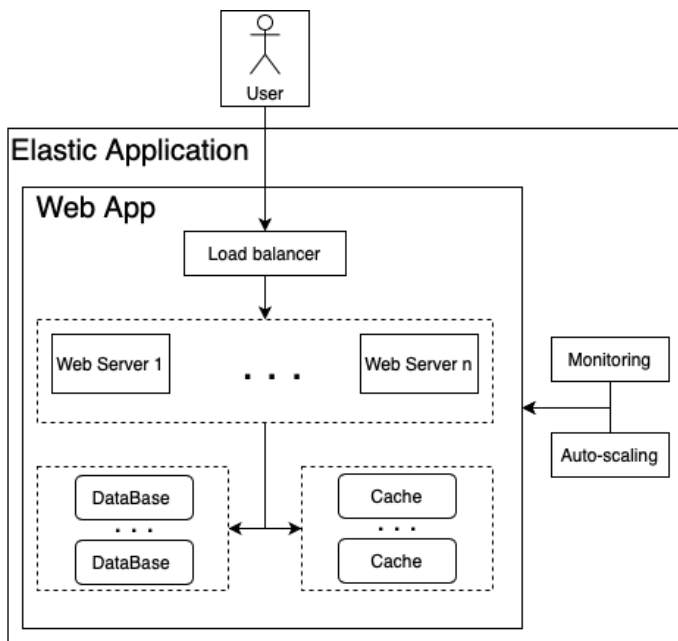 User
Elastic Application
Web App
Load balancer
Web Server 1
. . .
Web Server n
Monitoring
Auto-scaling
DataBase
. . .
DataBase
Cache
. . .
Cache